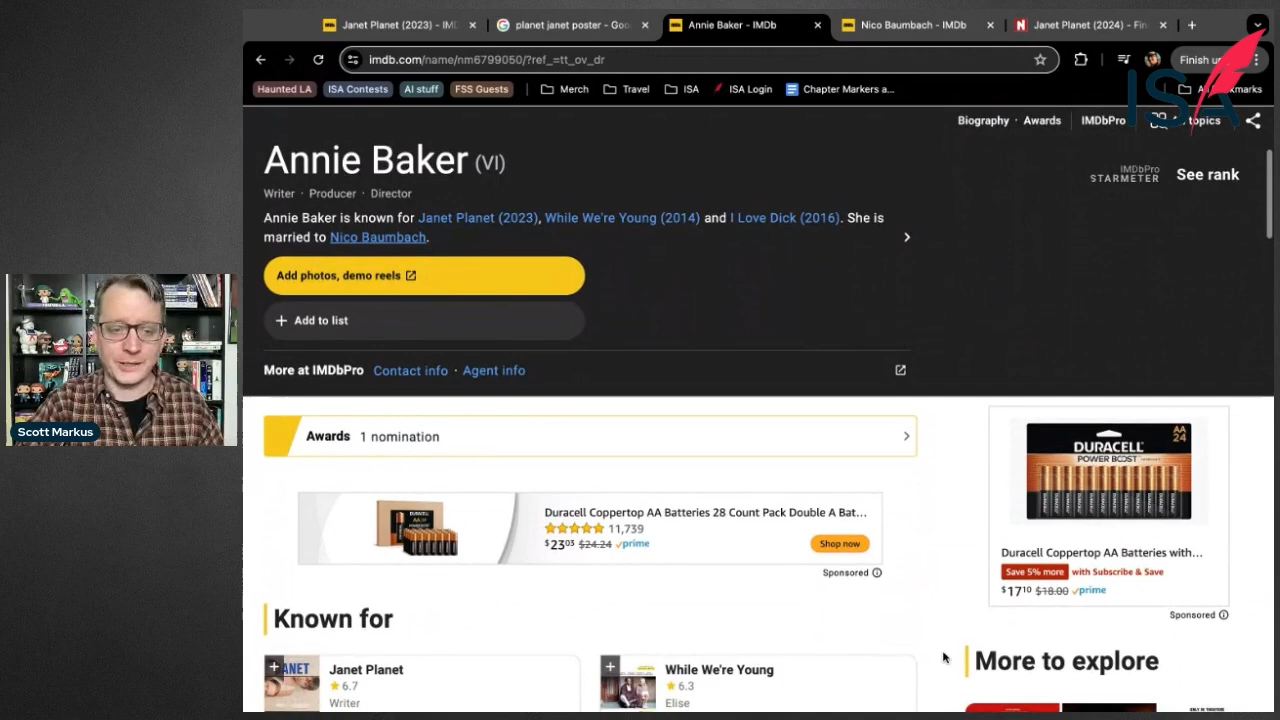 Janet Planet (2023) - IM
planet janet poster - Goo
Annie Baker - IMDb
Nico Baumbach - IMDb
N
Janet Planet (2024) - Fin
imdb.com/name/nm6799050/?ref_=tt_ov_dr
Finish u
Haunted LA
ISA Contests
AI stuff
FSS Guests
Merch
Travel
ISA
ISA Login
Chapter Markers a...
ISA
Biography · Awards
IMDbPro
topics
Annie Baker (VI)
IMDbPro
STARMETER
See rank
Writer · Producer · Director
Annie Baker is known for Janet Planet (2023), While We're Young (2014) and I Love Dick (2016). She is
married to Nico Baumbach.
Add photos, demo reels
+ Add to list
More at IMDbPro Contact info · Agent info
Scott Markus
Awards 1 nomination
DURACELL
POWER BOOST
AA
24
Duracell Coppertop AA Batteries 28 Count Pack Double A Bat...
11,739
$23⁰³ $24.24 prime
Shop now
Sponsored
Duracell Coppertop AA Batteries with...
Save 5% more with Subscribe & Save
$17¹⁰ $18.00 prime
Sponsored
Known for
More to explore
ANET
Janet Planet
6.7
Writer
While We're Young
6.3
Elise